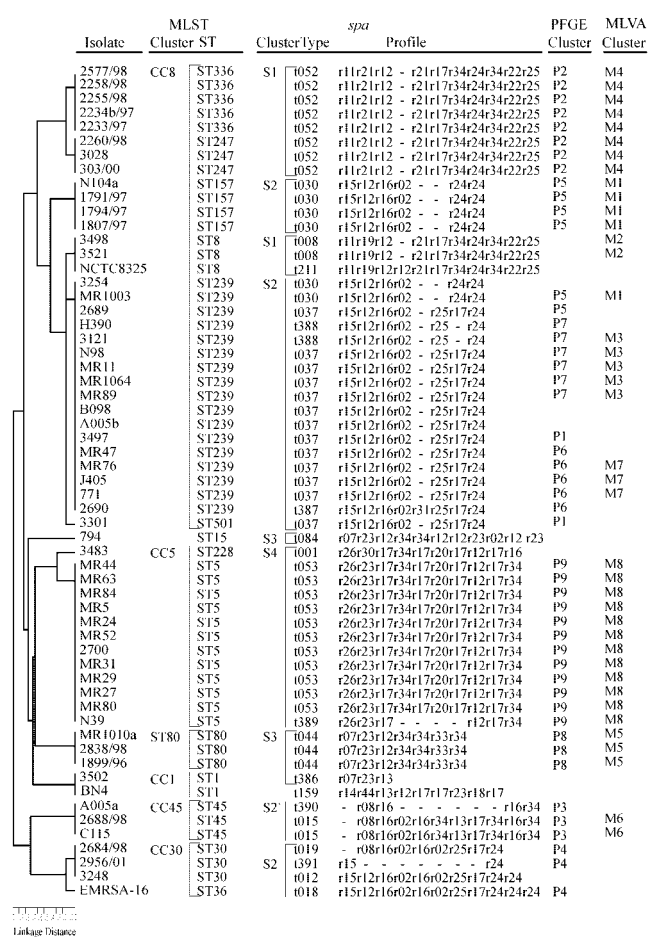 MLST spa PFGE MLVA
Isolate Cluster ST Cluster Type Profile Cluster Cluster
2577/98 CC8 ST336 S1 t052 r11r21r12 - r21r17r34r24r34r22r25 P2 M4
2258/98 ST336 t052 r11r21r12 - r21r17r34r24r34r22r25 P2 M4
2255/98 ST336 t052 r11r21r12 - r21r17r34r24r34r22r25 P2 M4
2234b/97 ST336 t052 r11r21r12 - r21r17r34r24r34r22r25 P2 M4
2233/97 ST336 t052 r11r21r12 - r21r17r34r24r34r22r25 P2 M4
2260/98 ST247 t052 r11r21r12 - r21r17r34r24r34r22r25 P2 M4
3028 ST247 t052 r11r21r12 - r21r17r34r24r34r22r25 P2 M4
303/00 ST247 t052 r11r21r12 - r21r17r34r24r34r22r25 P2 M4
N104a ST157 S2 t030 r15r12r16r02 - - r24r24 P5 M1
1791/97 ST157 t030 r15r12r16r02 - - r24r24 P5 M1
1794/97 ST157 t030 r15r12r16r02 - - r24r24 P5 M1
1807/97 ST157 t030 r15r12r16r02 - - r24r24 P5 M1
3498 ST8 S1 t008 r11r19r12 - r21r17r34r24r34r22r25 M2
3521 ST8 t008 r11r19r12 - r21r17r34r24r34r22r25 M2
NCTC8325 ST8 t211 r11r19r12r12r21r17r34r24r34r22r25
3254 ST239 S2 t030 r15r12r16r02 - - r24r24
MR1003 ST239 t030 r15r12r16r02 - - r24r24 P5 M1
2689 ST239 t037 r15r12r16r02 - r25r17r24 P5
H390 ST239 t388 r15r12r16r02 - r25 - r24 P7
3121 ST239 t388 r15r12r16r02 - r25 - r24 P7 M3
N98 ST239 t037 r15r12r16r02 - r25r17r24 P7 M3
MR11 ST239 t037 r15r12r16r02 - r25r17r24 P7 M3
MR1064 ST239 t037 r15r12r16r02 - r25r17r24 P7 M3
MR89 ST239 t037 r15r12r16r02 - r25r17r24 P7 M3
B098 ST239 t037 r15r12r16r02 - r25r17r24
A005b ST239 t037 r15r12r16r02 - r25r17r24
3497 ST239 t037 r15r12r16r02 - r25r17r24 P1
MR47 ST239 t037 r15r12r16r02 - r25r17r24 P6
MR76 ST239 t037 r15r12r16r02 - r25r17r24 P6 M7
J405 ST239 t037 r15r12r16r02 - r25r17r24 P6 M7
771 ST239 t037 r15r12r16r02 - r25r17r24 P6 M7
2690 ST239 t387 r15r12r16r02r31r25r17r24 P6
3301 ST501 t037 r15r12r16r02 - r25r17r24 P1
794 ST15 S3 t084 r07r23r12r34r34r12r12r23r02r12 r23
3483 CC5 ST228 S4 t001 r26r30r17r34r17r20r17r12r17r16
MR44 ST5 t053 r26r23r17r34r17r20r17r12r17r34 P9 M8
MR63 ST5 t053 r26r23r17r34r17r20r17r12r17r34 P9 M8
MR84 ST5 t053 r26r23r17r34r17r20r17r12r17r34 P9 M8
MR5 ST5 t053 r26r23r17r34r17r20r17r12r17r34 P9 M8
MR24 ST5 t053 r26r23r17r34r17r20r17r12r17r34 P9 M8
MR52 ST5 t053 r26r23r17r34r17r20r17r12r17r34 P9 M8
2700 ST5 t053 r26r23r17r34r17r20r17r12r17r34 P9 M8
MR31 ST5 t053 r26r23r17r34r17r20r17r12r17r34 P9 M8
MR29 ST5 t053 r26r23r17r34r17r20r17r12r17r34 P9 M8
MR27 ST5 t053 r26r23r17r34r17r20r17r12r17r34 P9 M8
MR80 ST5 t053 r26r23r17r34r17r20r17r12r17r34 P9 M8
N39 ST5 t389 r26r23r17 - - - - - r12r17r34 P9 M8
MR1010a ST80 ST80 S3 t044 r07r23r12r34r34r33r34 P8 M5
2838/98 ST80 t044 r07r23r12r34r34r33r34 P8 M5
1899/96 ST80 t044 r07r23r12r34r34r33r34 P8 M5
3502 CC1 ST1 t386 r07r23r13
BN4 ST1 t159 r14r44r13r12r17r17r23r18r17
A005a CC45 ST45 S2 t390 - r08r16 - - - - - - r16r34 P3
2688/98 ST45 t015 - r08r16r02r16r34r13r17r34r16r34 P3 M6
C115 ST45 t015 - r08r16r02r16r34r13r17r34r16r34 P3 M6
2684/98 CC30 ST30 t019 - r08r16r02r16r02r25r17r24 P4
2956/01 ST30 S2 t391 r15 - - - - - - r24 P4
3248 ST30 t012 r15r12r16r02r16r02r25r17r24r24
EMRSA-16 ST36 t018 r15r12r16r02r16r02r25r17r24r24r24 P4
Linkage Distance